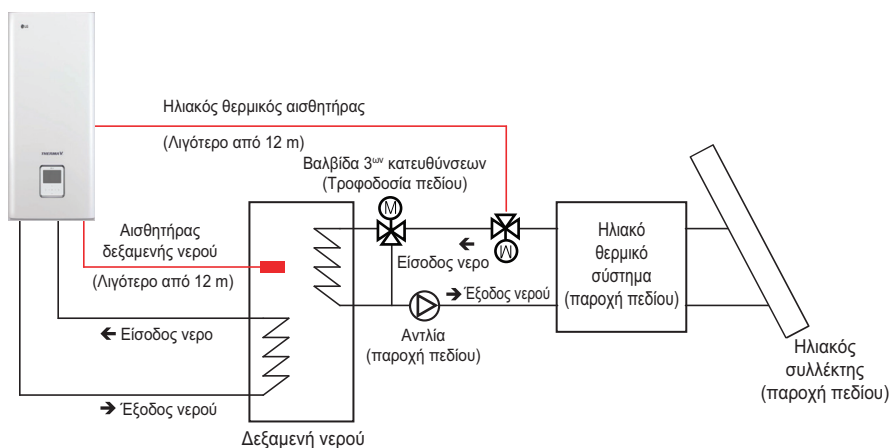 LG
THERMA V
Ηλιακός θερμικός αισθητήρας
(Λιγότερο από 12 m)
Βαλβίδα 3ων κατευθύνσεων
(Τροφοδοσία πεδίου)
M
M
Αισθητήρας
δεξαμενής νερού
(Λιγότερο από 12 m)
← Είσοδος νερο
→ Έξοδος νερού
←
Είσοδος νερο
→ Έξοδος νερού
Αντλία
(παροχή πεδίου)
Ηλιακό
θερμικό
σύστημα
(παροχή πεδίου)
Ηλιακός
συλλέκτης
(παροχή πεδίου)
Δεξαμενή νερού